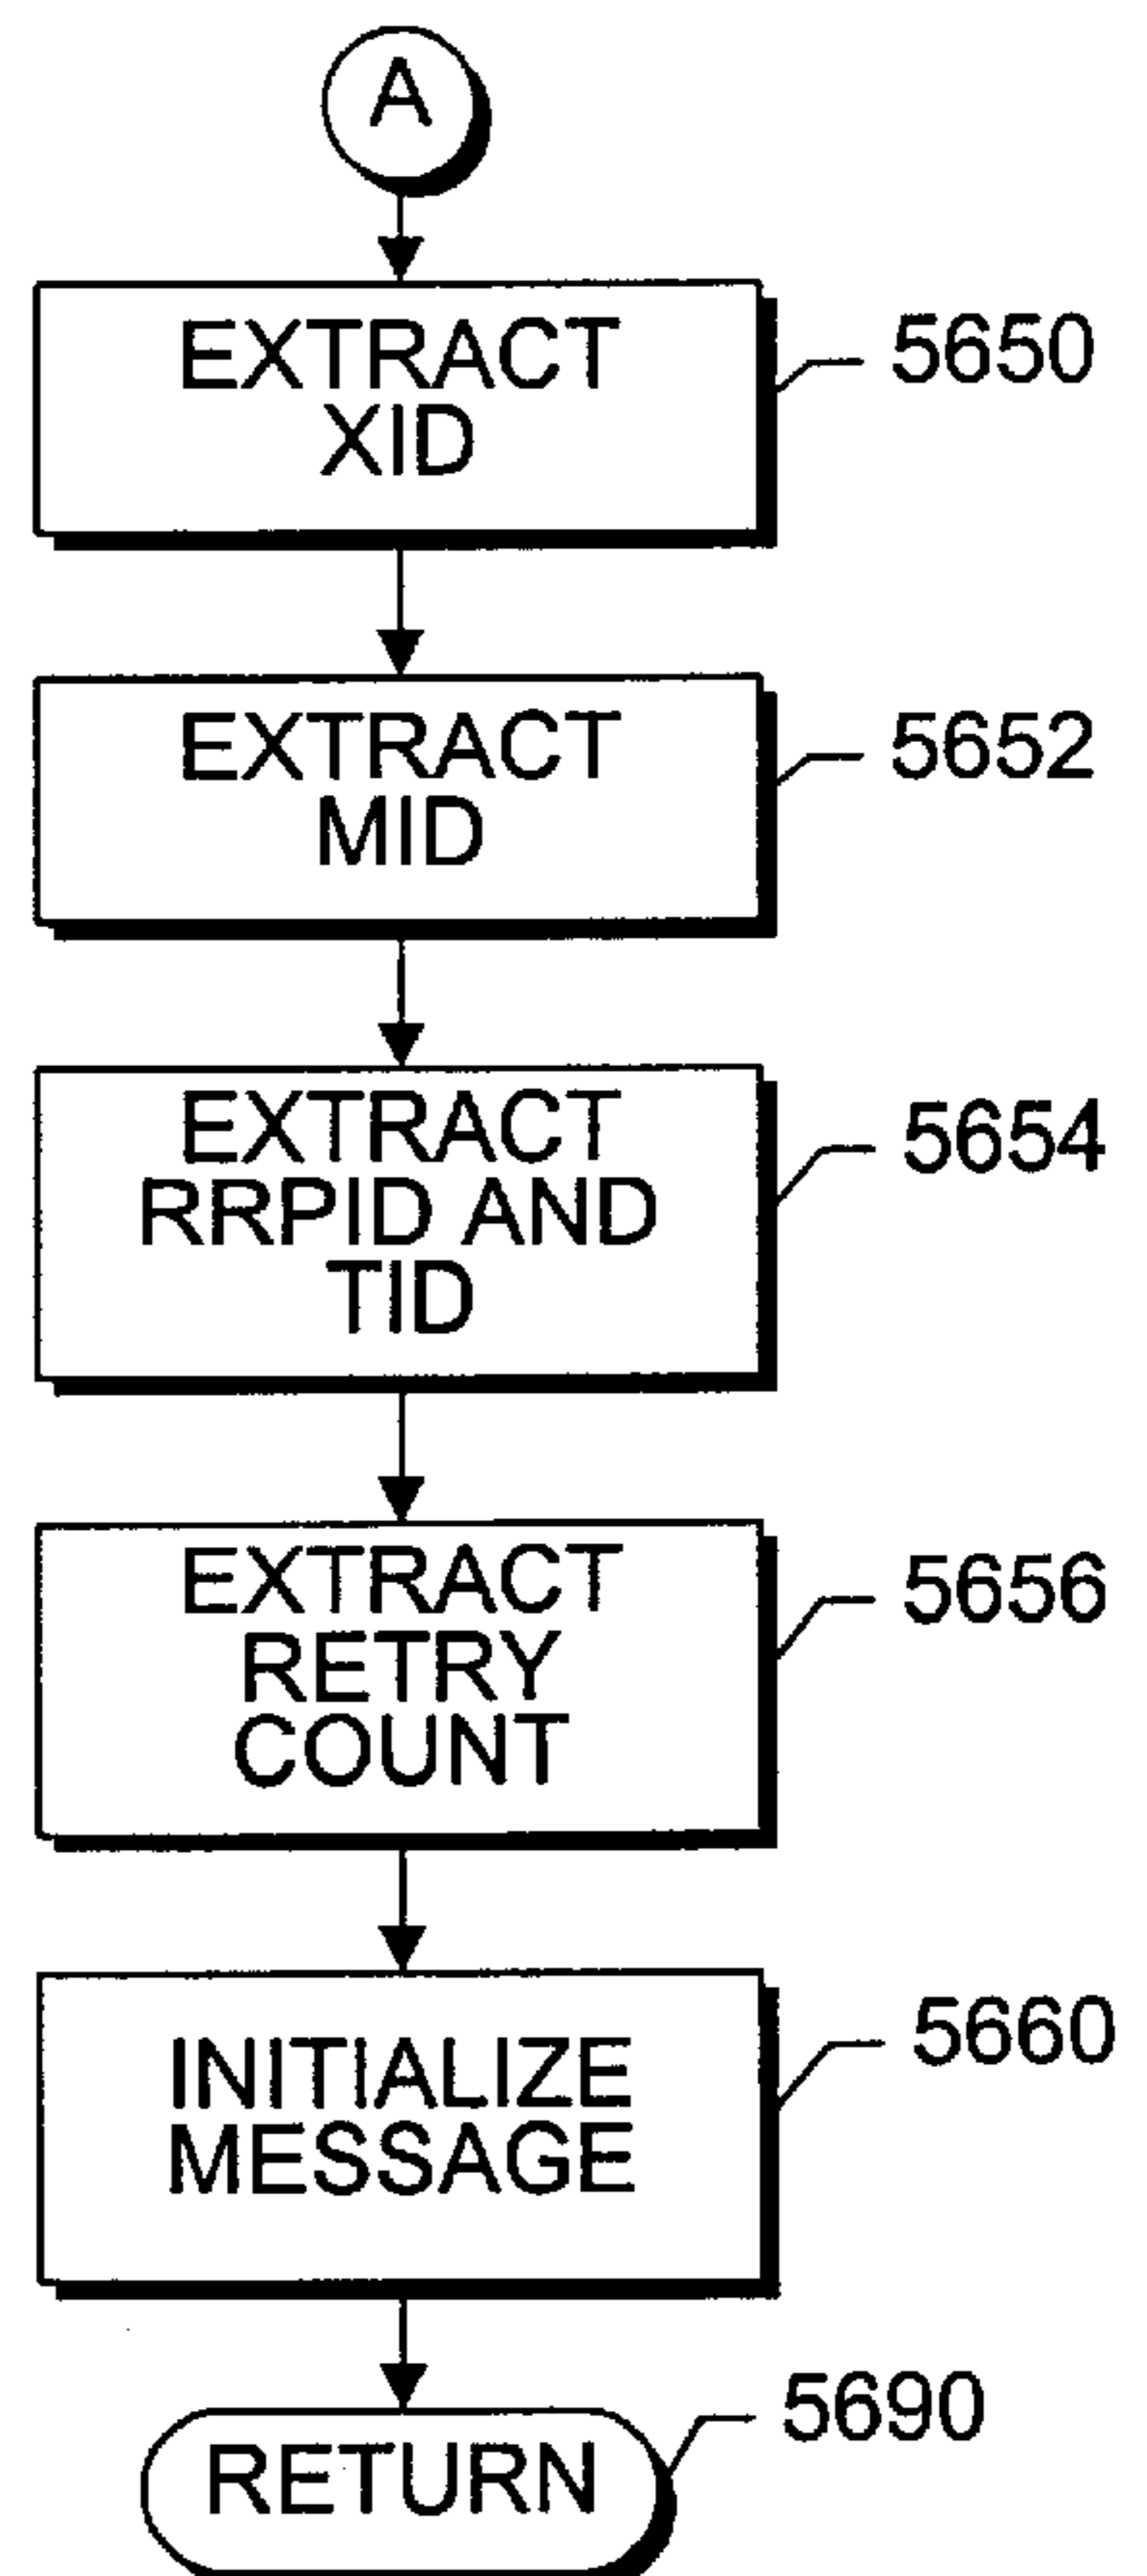 A
EXTRACT
XID
5650
EXTRACT
MID
5652
EXTRACT
RRPID AND
TID
5654
EXTRACT
RETRY
COUNT
5656
INITIALIZE
MESSAGE
5660
RETURN
5690